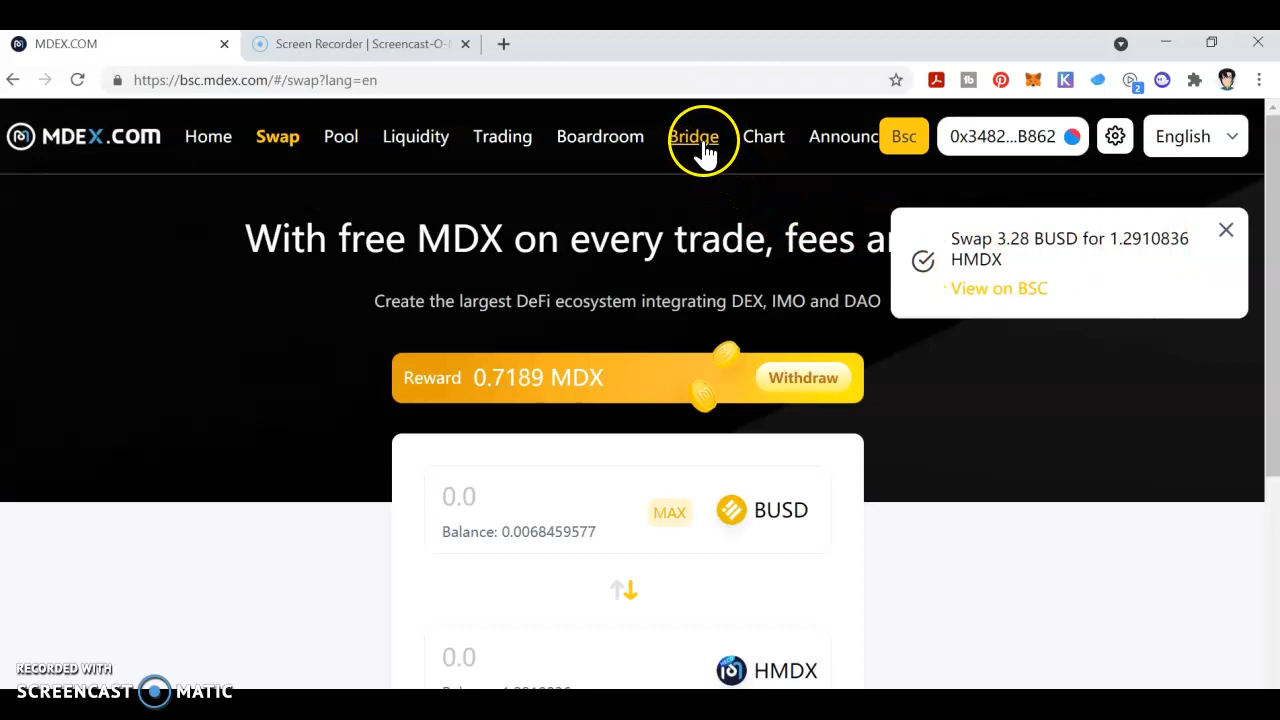 MDEX.COM
Screen Recorder | Screencast-O-
https://bsc.mdex.com/#/swap?lang=en
2
MDEX.COM Home Swap Pool Liquidity Trading Boardroom Bridge Chart Announc Bsc 0x3482...B862 English
With free MDX on every trade, fees
Swap 3.28 BUSD for 1.2910836
HMDX
View on BSC
Create the largest DeFi ecosystem integrating DEX, IMO and DAO
Reward 0.7189 MDX Withdraw
0.0
MAX BUSD
Balance: 0.0068459577
0.0
HMDX
RECORDED WITH
SCREENCAST MATIC